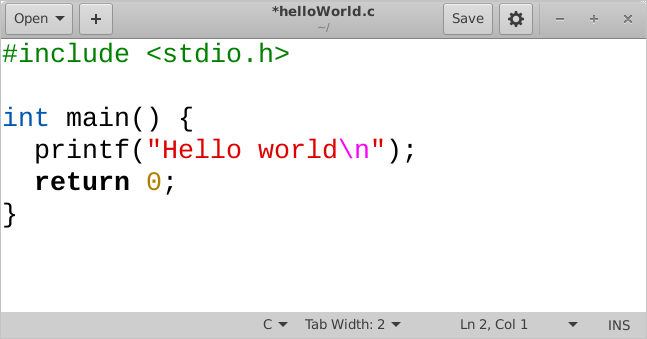 Open
+
*helloWorld.c
~/
Save
#include <stdio.h>

int main() {
  printf("Hello world\n");
  return 0;
}
C
Tab Width: 2
Ln 2, Col 1
INS